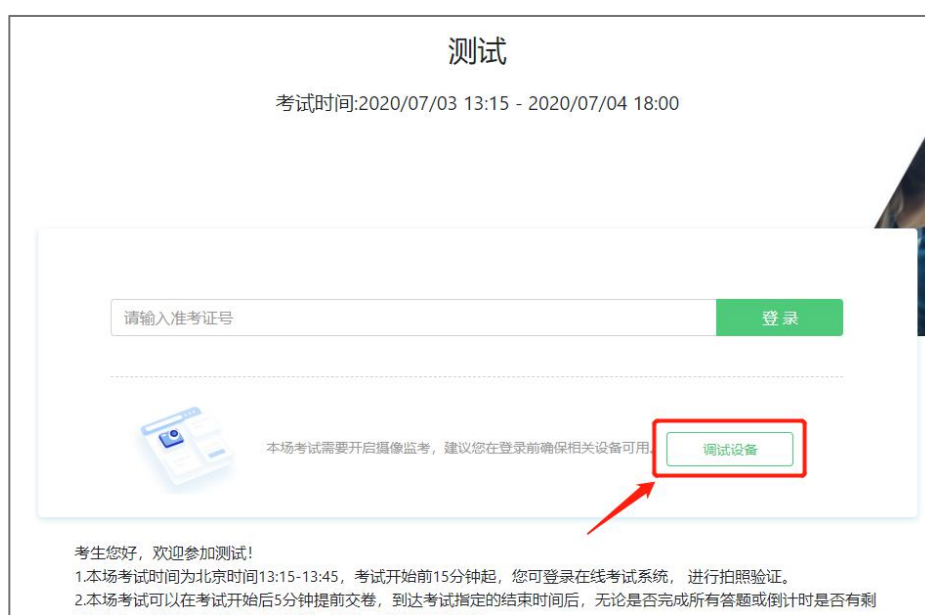 测试
考试时间:2020/07/03 13:15 - 2020/07/04 18:00
请输入准考证号
登 录
本场考试需要开启摄像监考，建议您在登录前确保相关设备可用。
调试设备
考生您好，欢迎参加测试！
1.本场考试时间为北京时间13:15-13:45，考试开始前15分钟起，您可登录在线考试系统， 进行拍照验证。
2.本场考试可以在考试开始后5分钟提前交卷，到达考试指定的结束时间后，无论是否完成所有答题或倒计时是否有剩